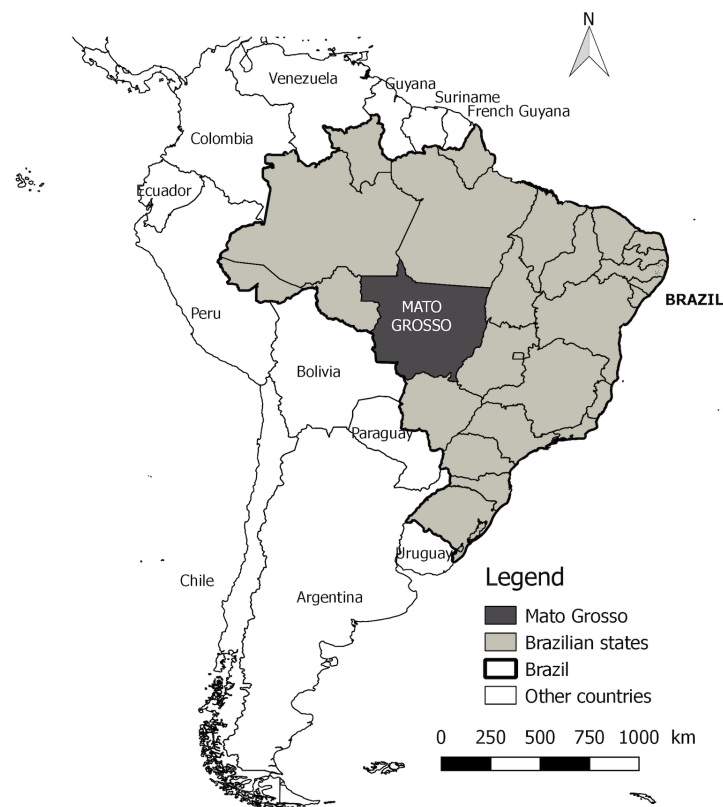 N
Venezuela
Guyana
Suriname
French Guyana
Colombia
Ecuador
BRAZIL
MATO
GROSSO
Peru
Bolivia
Paraguay
Uruguay
Chile
Argentina
Legend
Mato Grosso
Brazilian states
Brazil
Other countries
0 250 500 750 1000 km